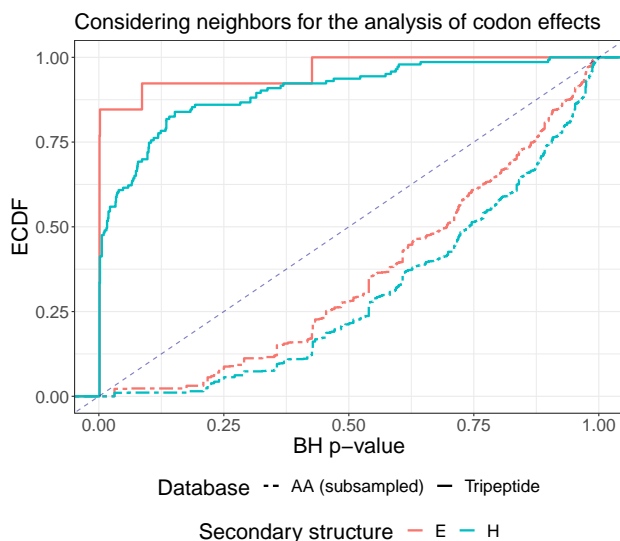 Considering neighbors for the analysis of codon effects
ECDF
1.00
0.75
0.50
0.25
0.00
0.00 0.25 0.50 0.75 1.00
BH p−value
Database AA (subsampled) Tripeptide
Secondary structure E H